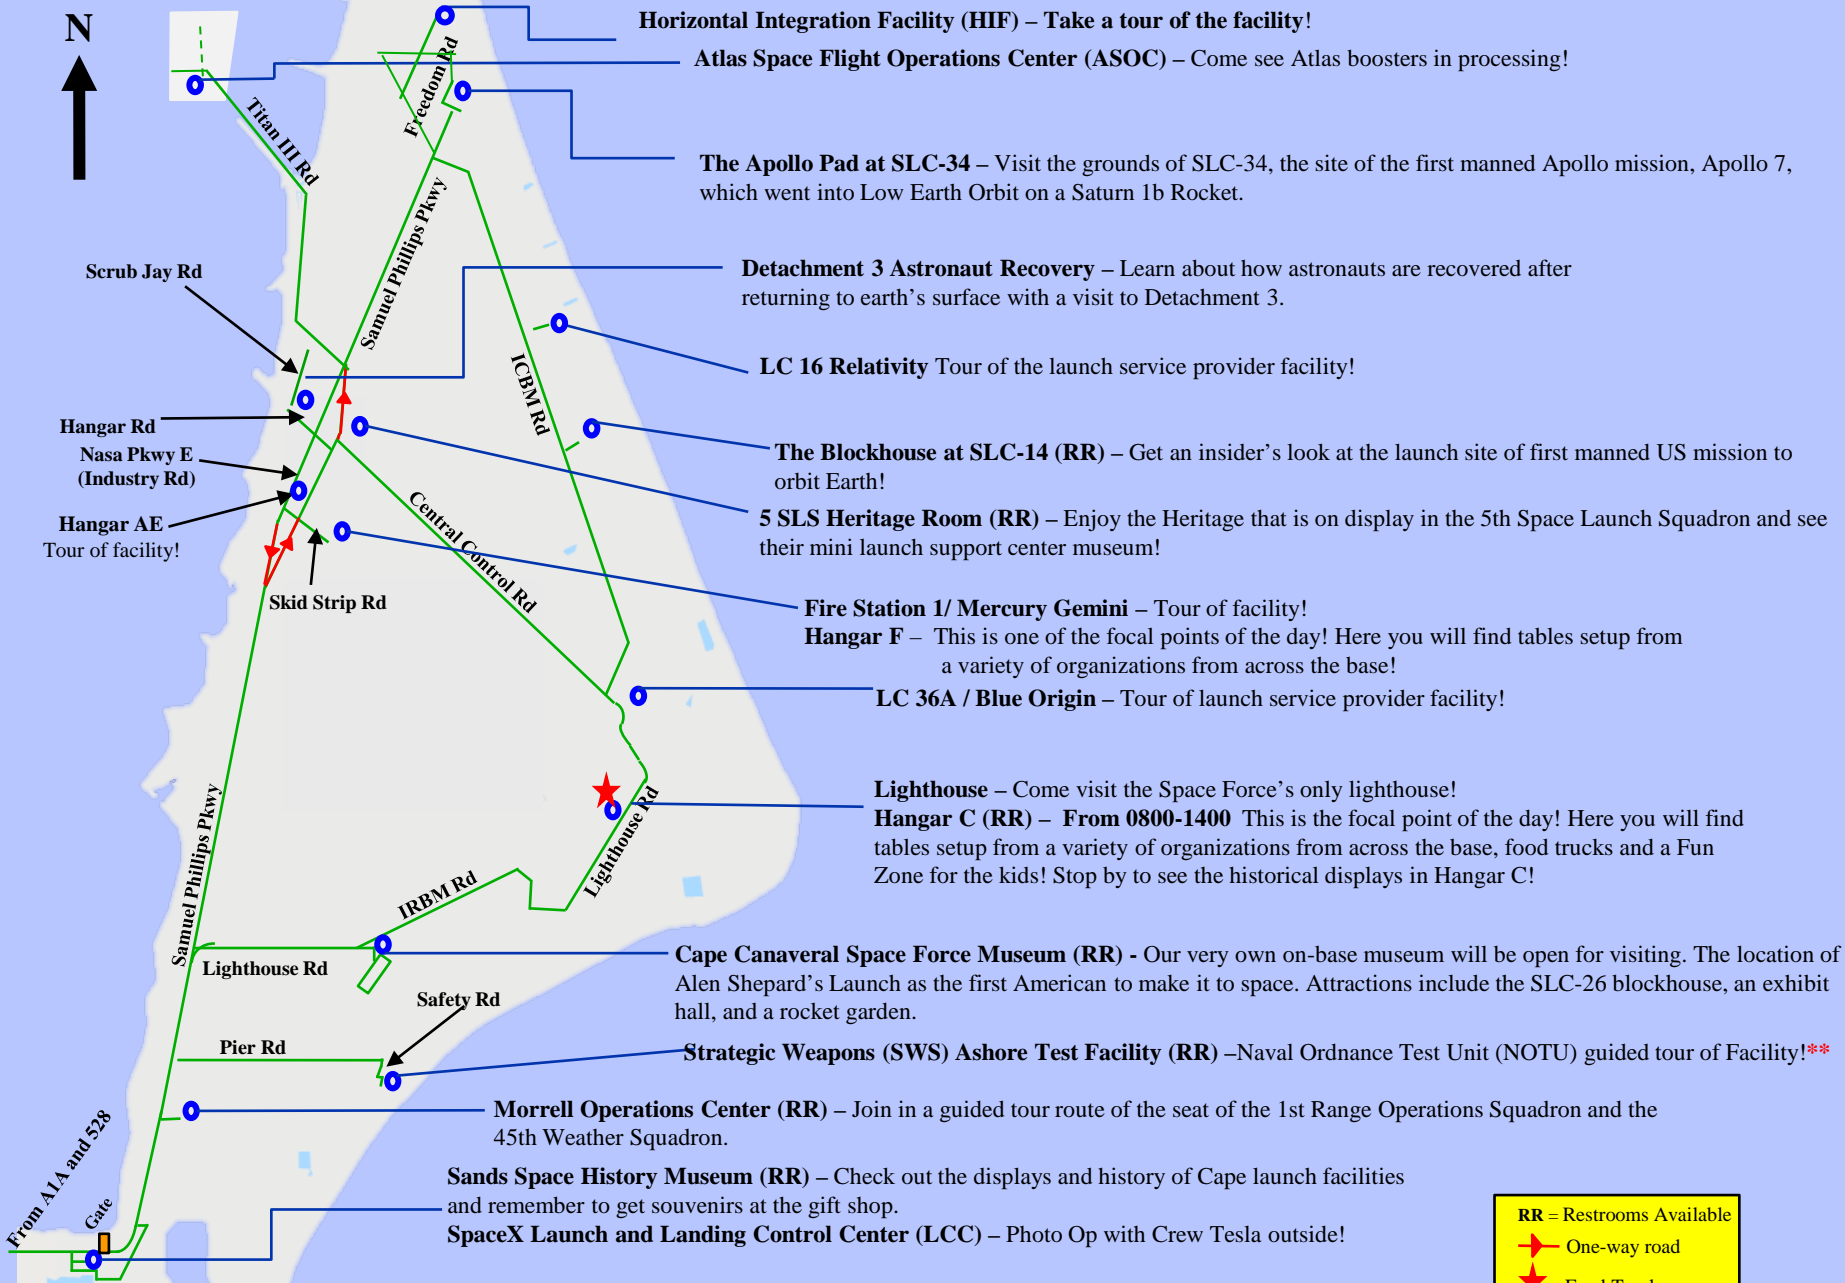 N
Horizontal Integration Facility (HIF) – Take a tour of the facility!
Atlas Space Flight Operations Center (ASOC) – Come see Atlas boosters in processing!
Freedom Rd
Titan III Rd
The Apollo Pad at SLC-34 – Visit the grounds of SLC-34, the site of the first manned Apollo mission, Apollo 7,
which went into Low Earth Orbit on a Saturn 1b Rocket.
Samuel Phillips Pkwy
Scrub Jay Rd
Detachment 3 Astronaut Recovery – Learn about how astronauts are recovered after
returning to earth's surface with a visit to Detachment 3.
ICBM Rd
LC 16 Relativity Tour of the launch service provider facility!
Hangar Rd
Nasa Pkwy E
(Industry Rd)
The Blockhouse at SLC-14 (RR) – Get an insider's look at the launch site of first manned US mission to
orbit Earth!
Hangar AE
Tour of facility!
5 SLS Heritage Room (RR) – Enjoy the Heritage that is on display in the 5th Space Launch Squadron and see
their mini launch support center museum!
Central Control Rd
Skid Strip Rd
Fire Station 1/ Mercury Gemini – Tour of facility!
Hangar F – This is one of the focal points of the day! Here you will find tables setup from
a variety of organizations from across the base!
LC 36A / Blue Origin – Tour of launch service provider facility!
Lighthouse – Come visit the Space Force's only lighthouse!
Hangar C (RR) – From 0800-1400 This is the focal point of the day! Here you will find
tables setup from a variety of organizations from across the base, food trucks and a Fun
Zone for the kids! Stop by to see the historical displays in Hangar C!
Lighthouse Rd
Samuel Phillips Pkwy
IRBM Rd
Lighthouse Rd
Cape Canaveral Space Force Museum (RR) - Our very own on-base museum will be open for visiting. The location of
Alen Shepard's Launch as the first American to make it to space. Attractions include the SLC-26 blockhouse, an exhibit
hall, and a rocket garden.
Safety Rd
Pier Rd
Strategic Weapons (SWS) Ashore Test Facility (RR) –Naval Ordnance Test Unit (NOTU) guided tour of Facility!**
Morrell Operations Center (RR) – Join in a guided tour route of the seat of the 1st Range Operations Squadron and the
45th Weather Squadron.
From A1A and 528
Gate
Sands Space History Museum (RR) – Check out the displays and history of Cape launch facilities
and remember to get souvenirs at the gift shop.
SpaceX Launch and Landing Control Center (LCC) – Photo Op with Crew Tesla outside!
RR = Restrooms Available
One-way road